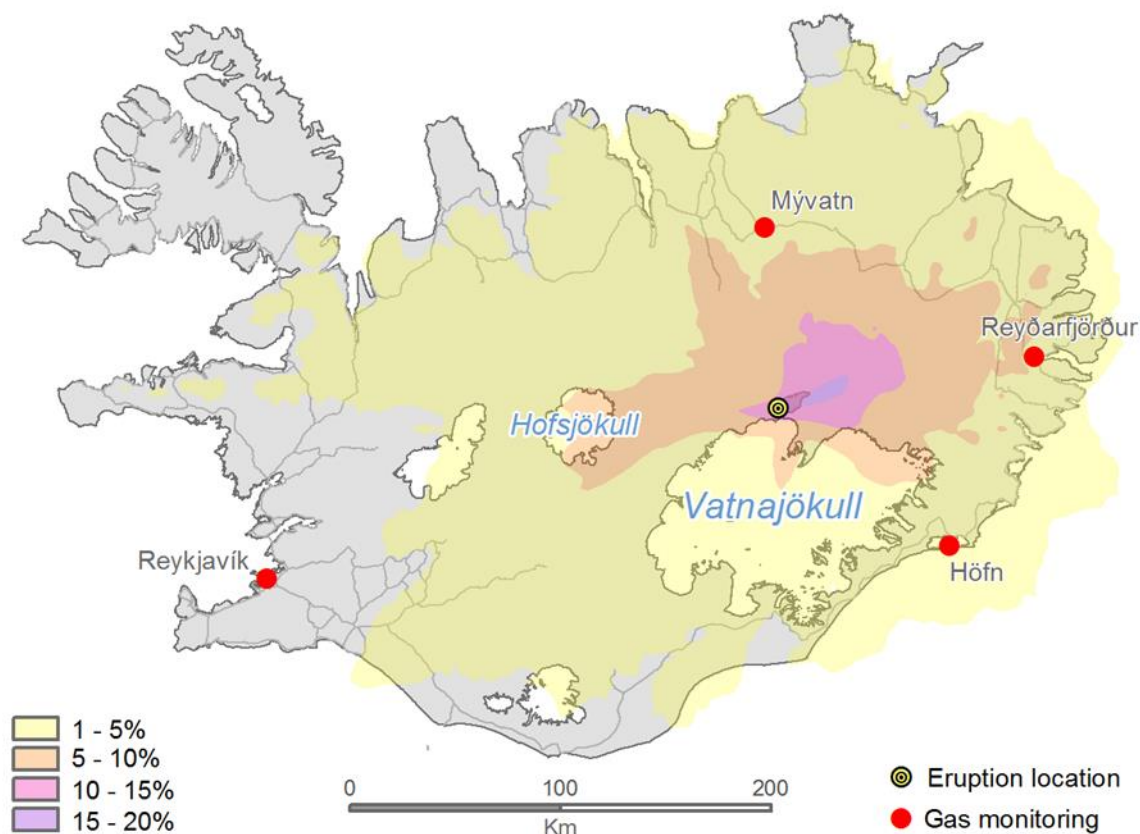 Mývatn
Reyðarfjörður
Hofsjökull
Vatnajökull
Reykjavík
Höfn
1 - 5%
5 - 10%
10 - 15%
15 - 20%
0 100 200
Km
Eruption location
Gas monitoring